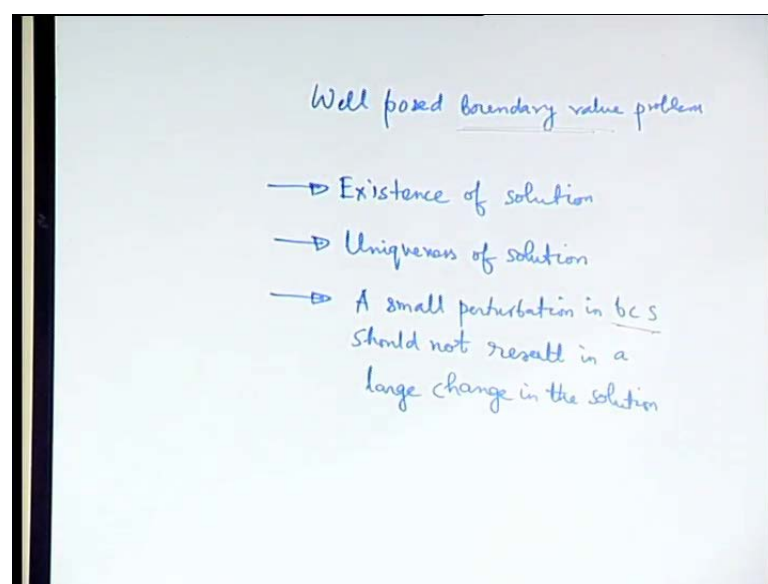 Well posed Boundary value problem
Existence of solution
Uniqueness of solution
A small perturbation in bcs
should not result in a
large change in the solution